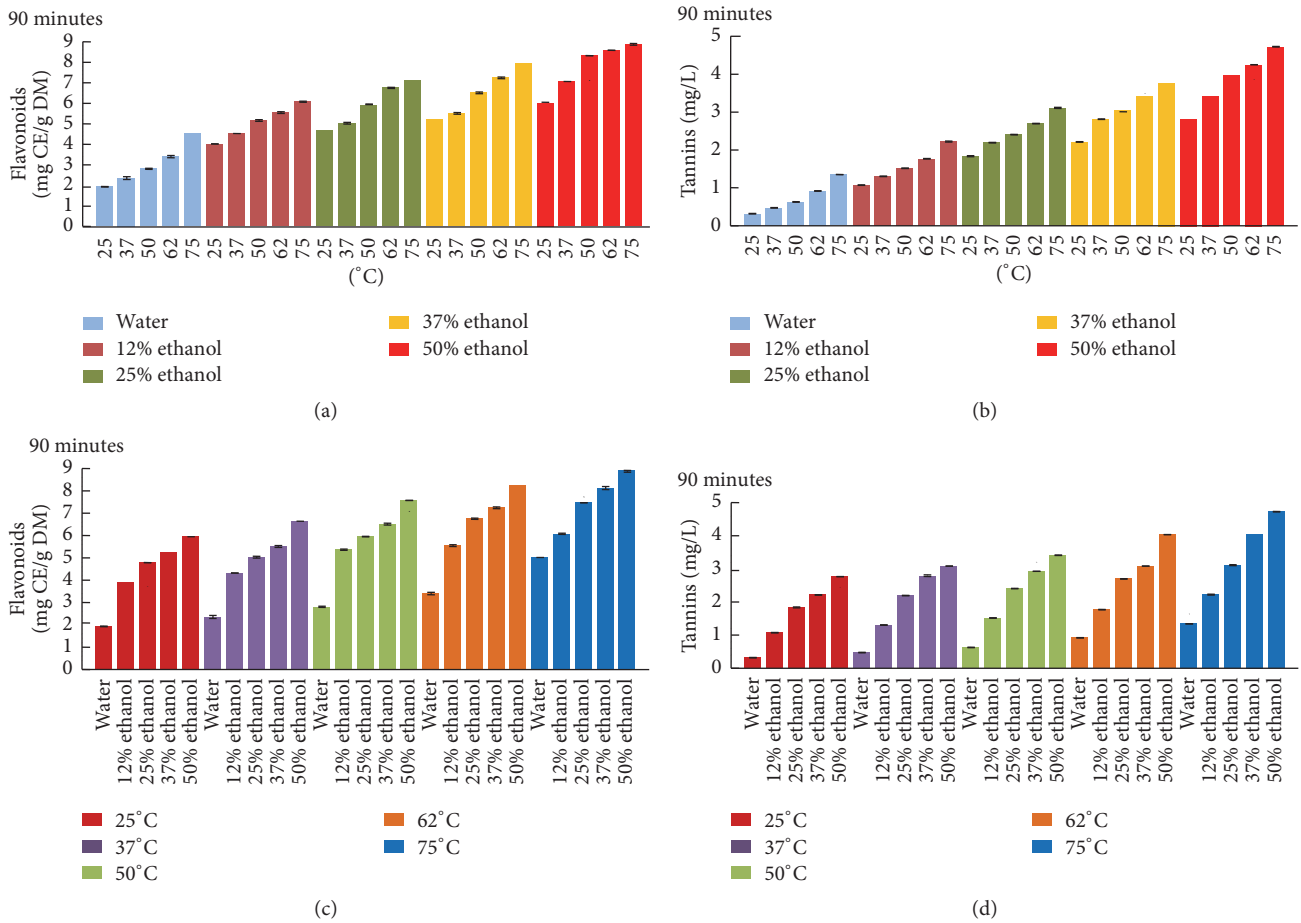 90 minutes
Flavonoids
(mg CE/g DM)
9
8
7
6
5
4
3
2
1
0
25 37 50 62 75 25 37 50 62 75 25 37 50 62 75 25 37 50 62 75 25 37 50 62 75
(˚C)
Water
12% ethanol
25% ethanol
37% ethanol
50% ethanol
(a)
90 minutes
Tannins (mg/L)
5
4
3
2
1
0
25 37 50 62 75 25 37 50 62 75 25 37 50 62 75 25 37 50 62 75 25 37 50 62 75
(˚C)
Water
12% ethanol
25% ethanol
37% ethanol
50% ethanol
(b)
90 minutes
Flavonoids
(mg CE/g DM)
9
8
7
6
5
4
3
2
1
0
Water
12% ethanol
25% ethanol
37% ethanol
50% ethanol
Water
12% ethanol
25% ethanol
37% ethanol
50% ethanol
Water
12% ethanol
25% ethanol
37% ethanol
50% ethanol
Water
12% ethanol
25% ethanol
37% ethanol
50% ethanol
Water
12% ethanol
25% ethanol
37% ethanol
50% ethanol
25˚C
37˚C
50˚C
62˚C
75˚C
(c)
90 minutes
Tannins (mg/L)
5
4
3
2
1
0
Water
12% ethanol
25% ethanol
37% ethanol
50% ethanol
Water
12% ethanol
25% ethanol
37% ethanol
50% ethanol
Water
12% ethanol
25% ethanol
37% ethanol
50% ethanol
Water
12% ethanol
25% ethanol
37% ethanol
50% ethanol
Water
12% ethanol
25% ethanol
37% ethanol
50% ethanol
25˚C
37˚C
50˚C
62˚C
75˚C
(d)